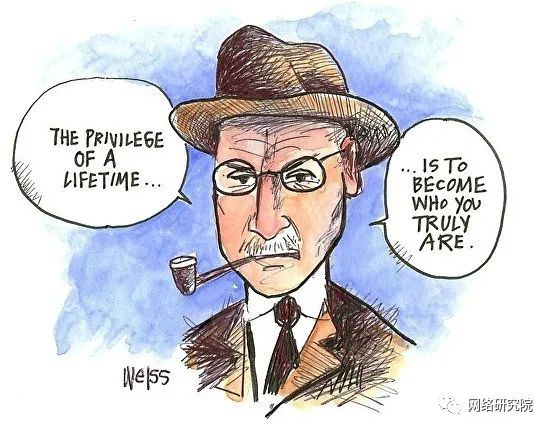 THE PRIVILEGE
OF A
LIFETIME...
...IS TO
BECOME
WHO YOU
TRULY
ARE.
Weiss
网络研究院